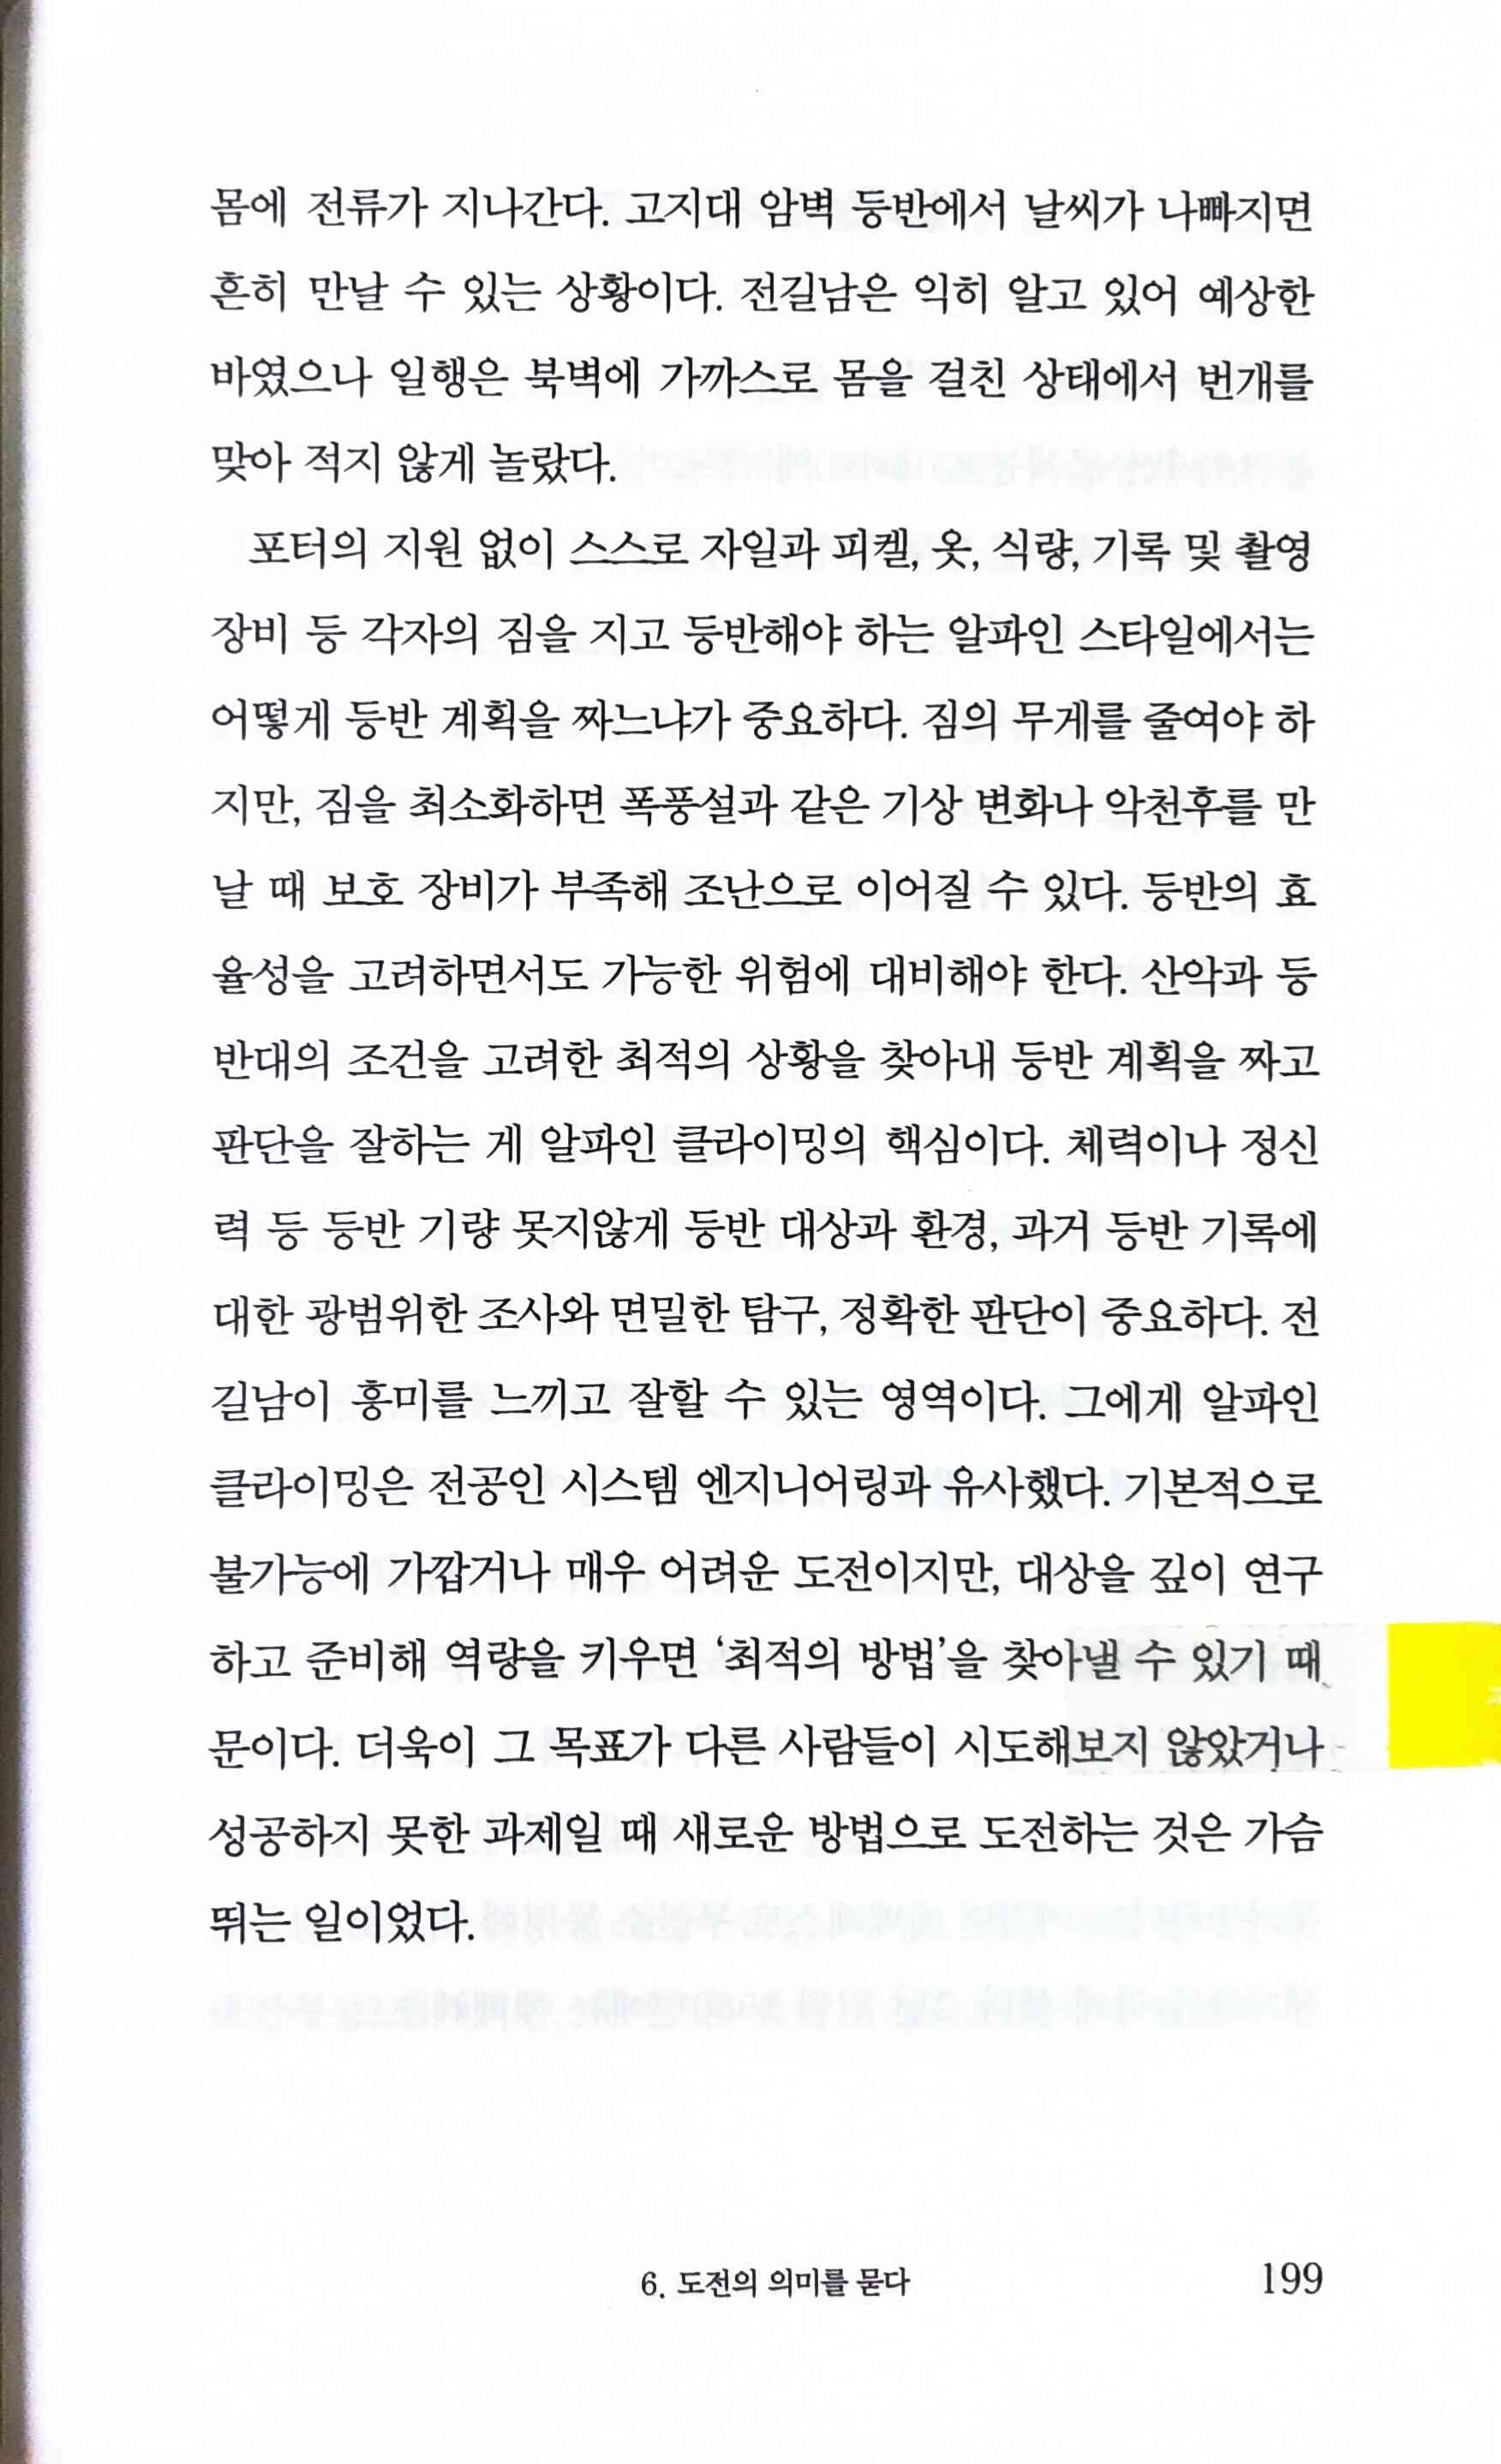 몸에 전류가 지나간다. 고지대 암벽 등반에서 날씨가 나빠지면
흔히 만날 수 있는 상황이다. 전길남은 익히 알고 있어 예상한
바였으나 일행은 북벽에 가까스로 몸을 걸친 상태에서 번개를
맞아 적지 않게 놀랐다.
포터의 지원 없이 스스로 자일과 피켈, 옷, 식량, 기록 및 촬영
장비 등 각자의 짐을 지고 등반해야 하는 알파인 스타일에서는
어떻게 등반 계획을 짜느냐가 중요하다. 짐의 무게를 줄여야 하
지만, 짐을 최소화하면 폭풍설과 같은 기상 변화나 악천후를 만
날 때 보호 장비가 부족해 조난으로 이어질 수 있다. 등반의 효
율성을 고려하면서도 가능한 위험에 대비해야 한다. 산악과 등
반대의 조건을 고려한 최적의 상황을 찾아내 등반 계획을 짜고
판단을 잘하는 게 알파인 클라이밍의 핵심이다. 체력이나 정신
력 등 등반 기량 못지않게 등반 대상과 환경, 과거 등반 기록에
대한 광범위한 조사와 면밀한 탐구, 정확한 판단이 중요하다. 전
길남이 흥미를 느끼고 잘할 수 있는 영역이다. 그에게 알파인
클라이밍은 전공인 시스템 엔지니어링과 유사했다. 기본적으로
불가능에 가깝거나 매우 어려운 도전이지만, 대상을 깊이 연구
하고 준비해 역량을 키우면 ‘최적의 방법’을 찾아낼 수 있기 때
문이다. 더욱이 그 목표가 다른 사람들이 시도해보지 않았거나
성공하지 못한 과제일 때 새로운 방법으로 도전하는 것은 가슴
뛰는 일이었다.
6. 도전의 의미를 묻다
199